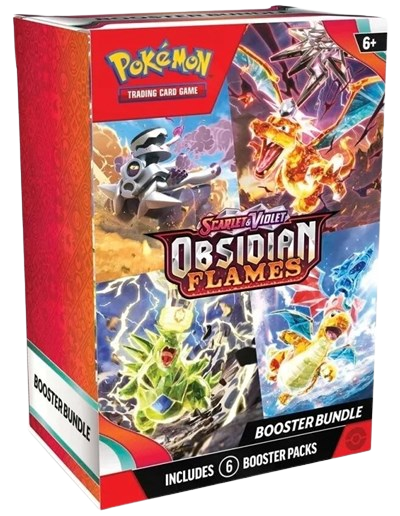 POKéMON
TRADING CARD GAME
6+
SCARLET & VIOLET
OBSIDIAN
FLAMES
BOOSTER BUNDLE
INCLUDES 6 BOOSTER PACKS
BOOSTER BUNDLE